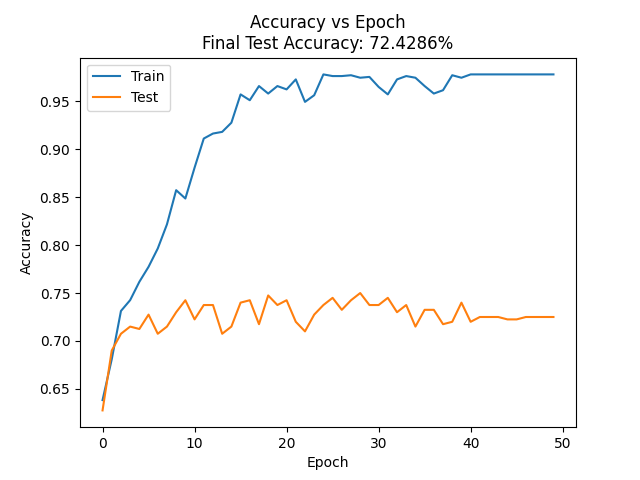 Accuracy vs Epoch
Final Test Accuracy: 72.4286%
Train
Test
0.95
0.90
0.85
0.80
0.75
0.70
0.65
Accuracy
0 10 20 30 40 50
Epoch